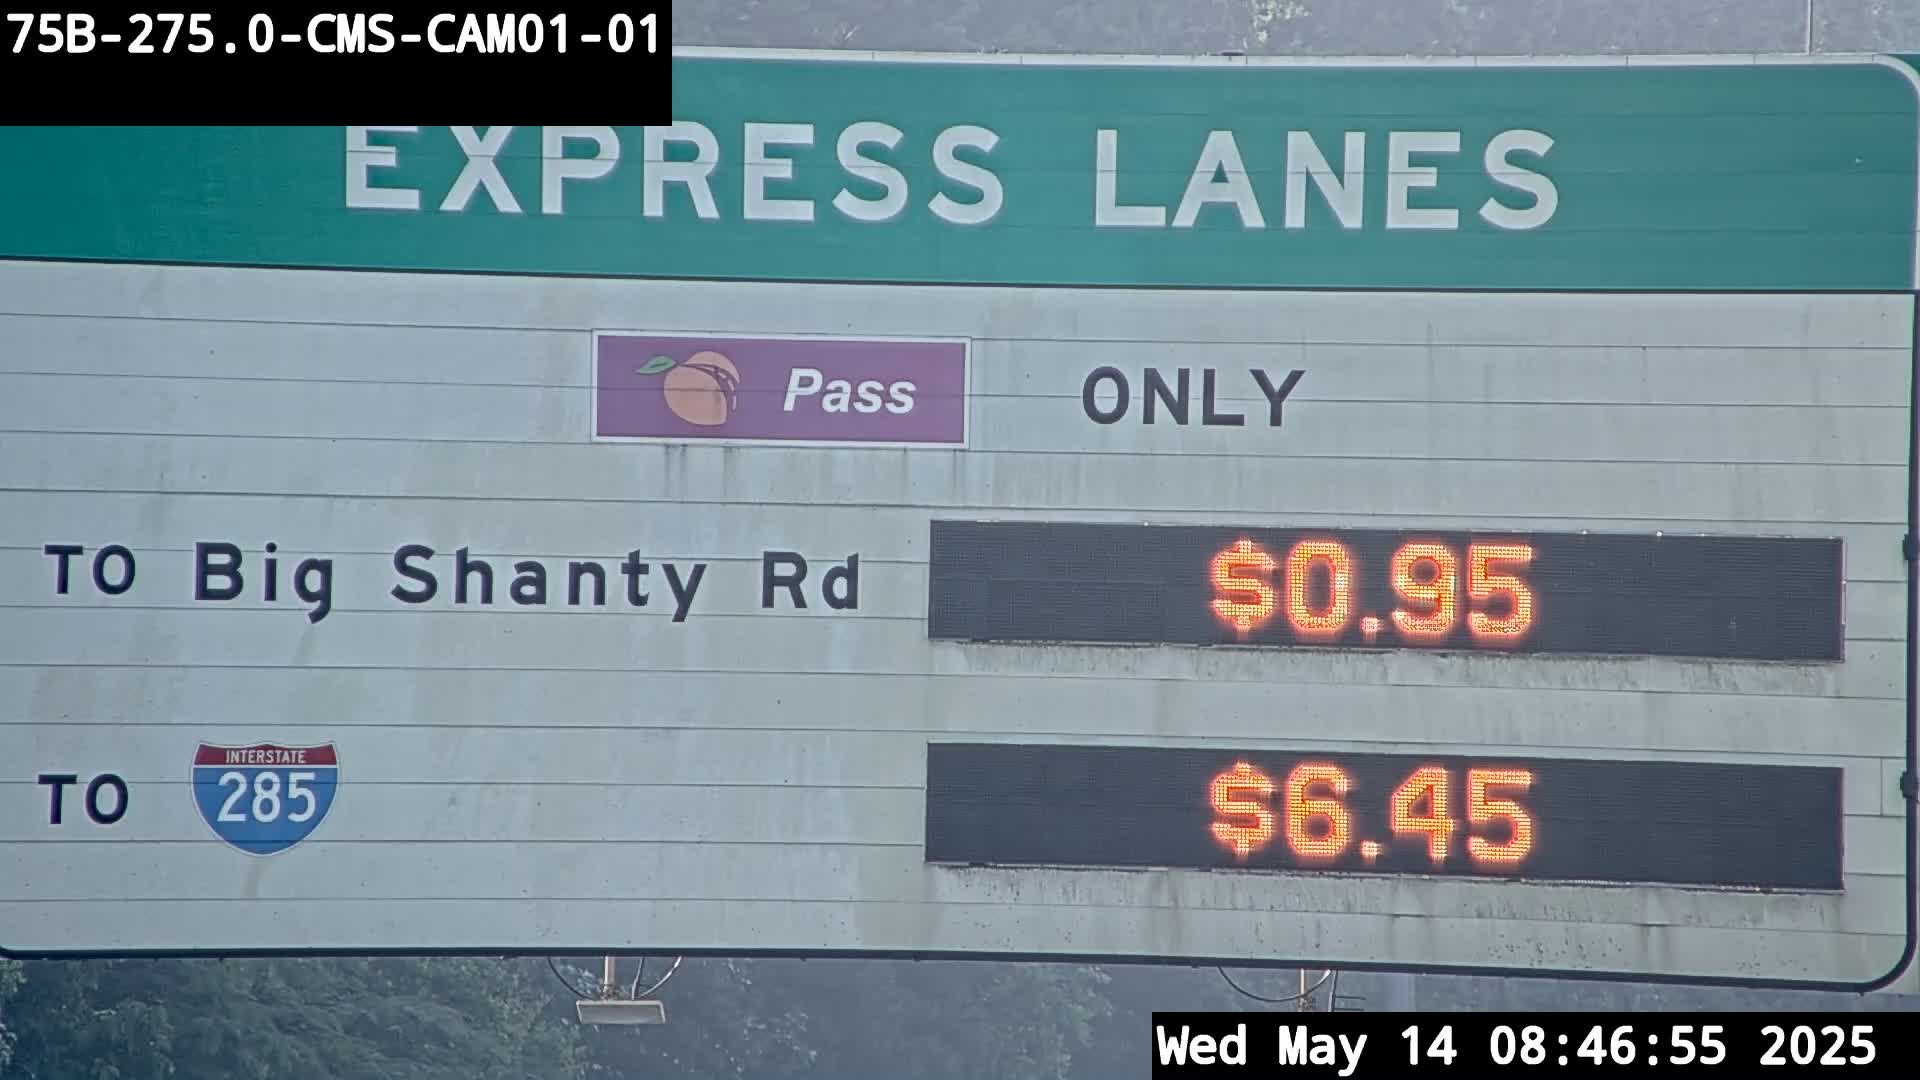 75B-275.0-CMS-CAM01-01
EXPRESS LANES
Pass ONLY
TO Big Shanty Rd $0.95
INTERSTATE
TO 285 $6.45
Wed May 14 08:46:55 2025